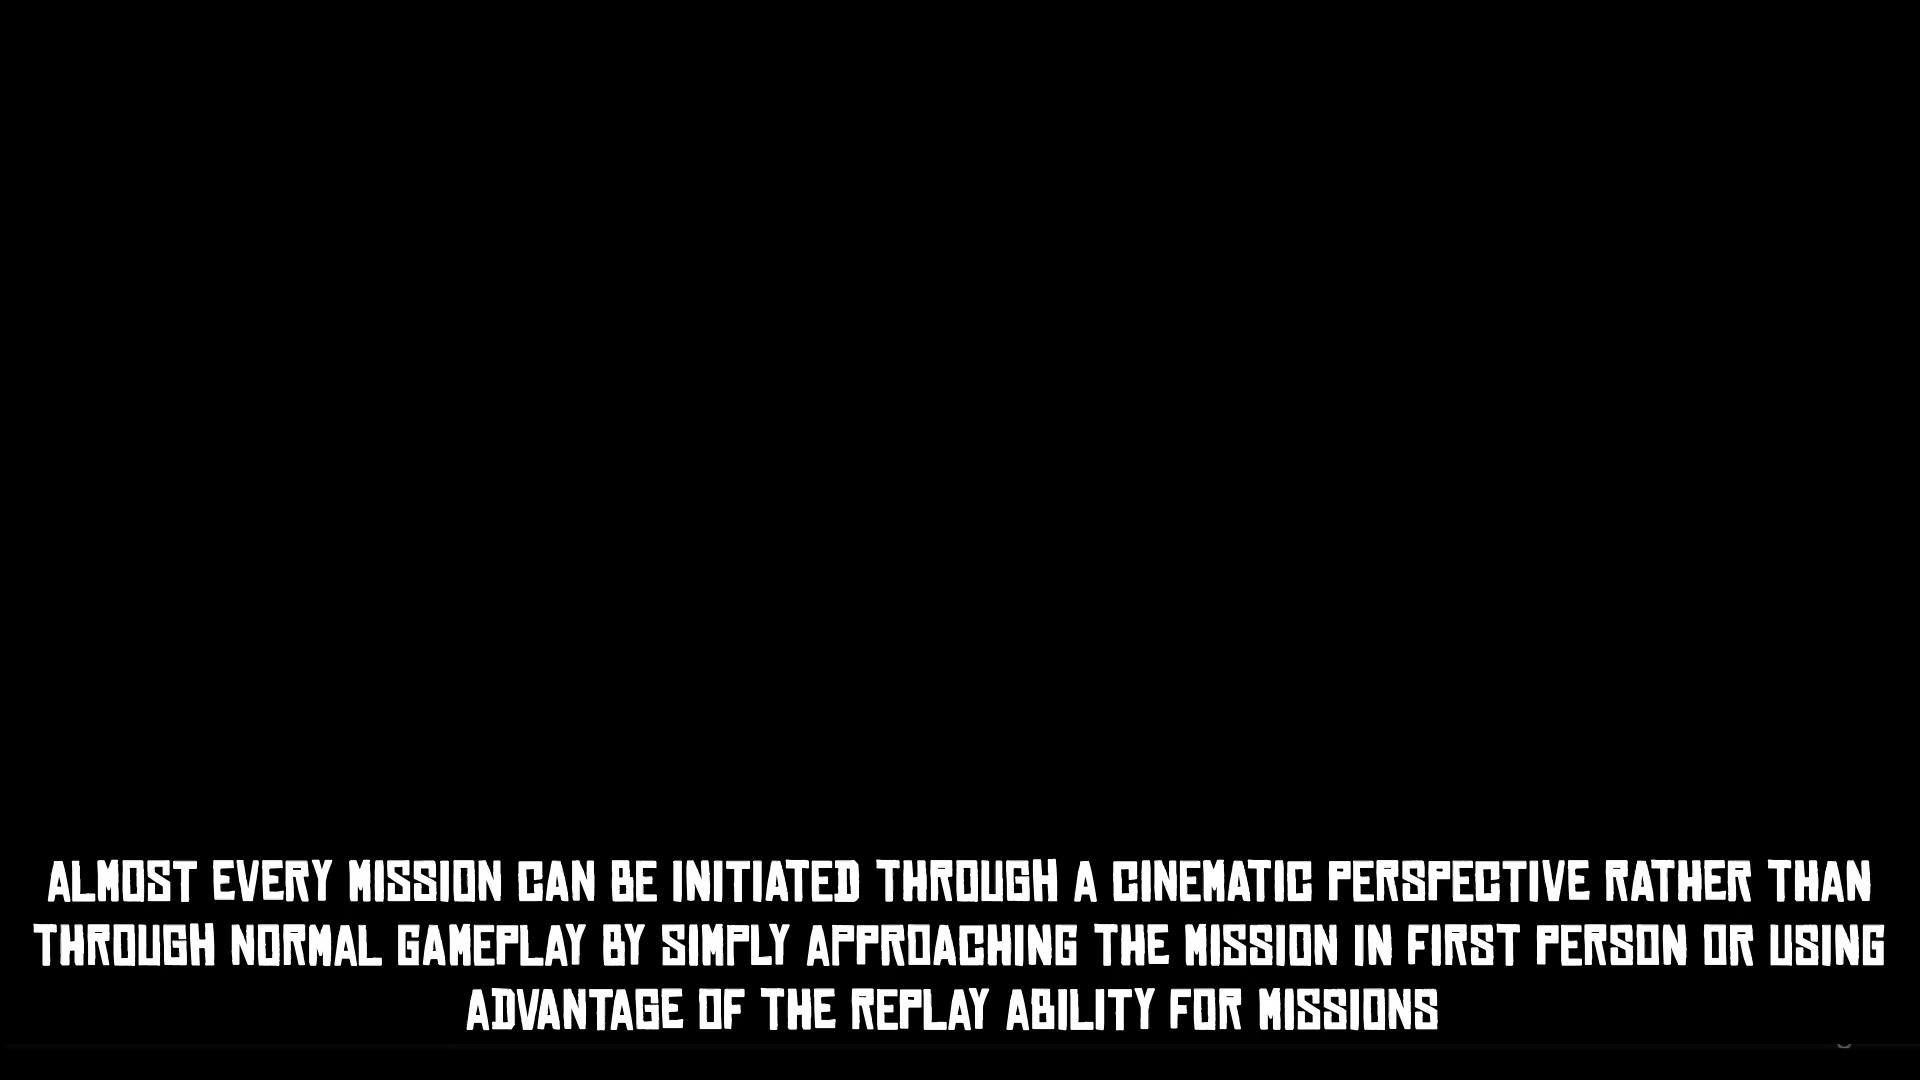 ALMOST EVERY MISSION CAN BE INITIATED THROUGH A CINEMATIC PERSPECTIVE RATHER THAN
THROUGH NORMAL GAMEPLAY BY SIMPLY APPROACHING THE MISSION IN FIRST PERSON OR USING
ADVANTAGE OF THE REPLAY ABILITY FOR MISSIONS